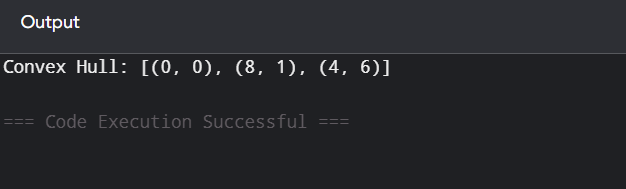 Output
Convex Hull: [(0, 0), (8, 1), (4, 6)]
=== Code Execution Successful ===